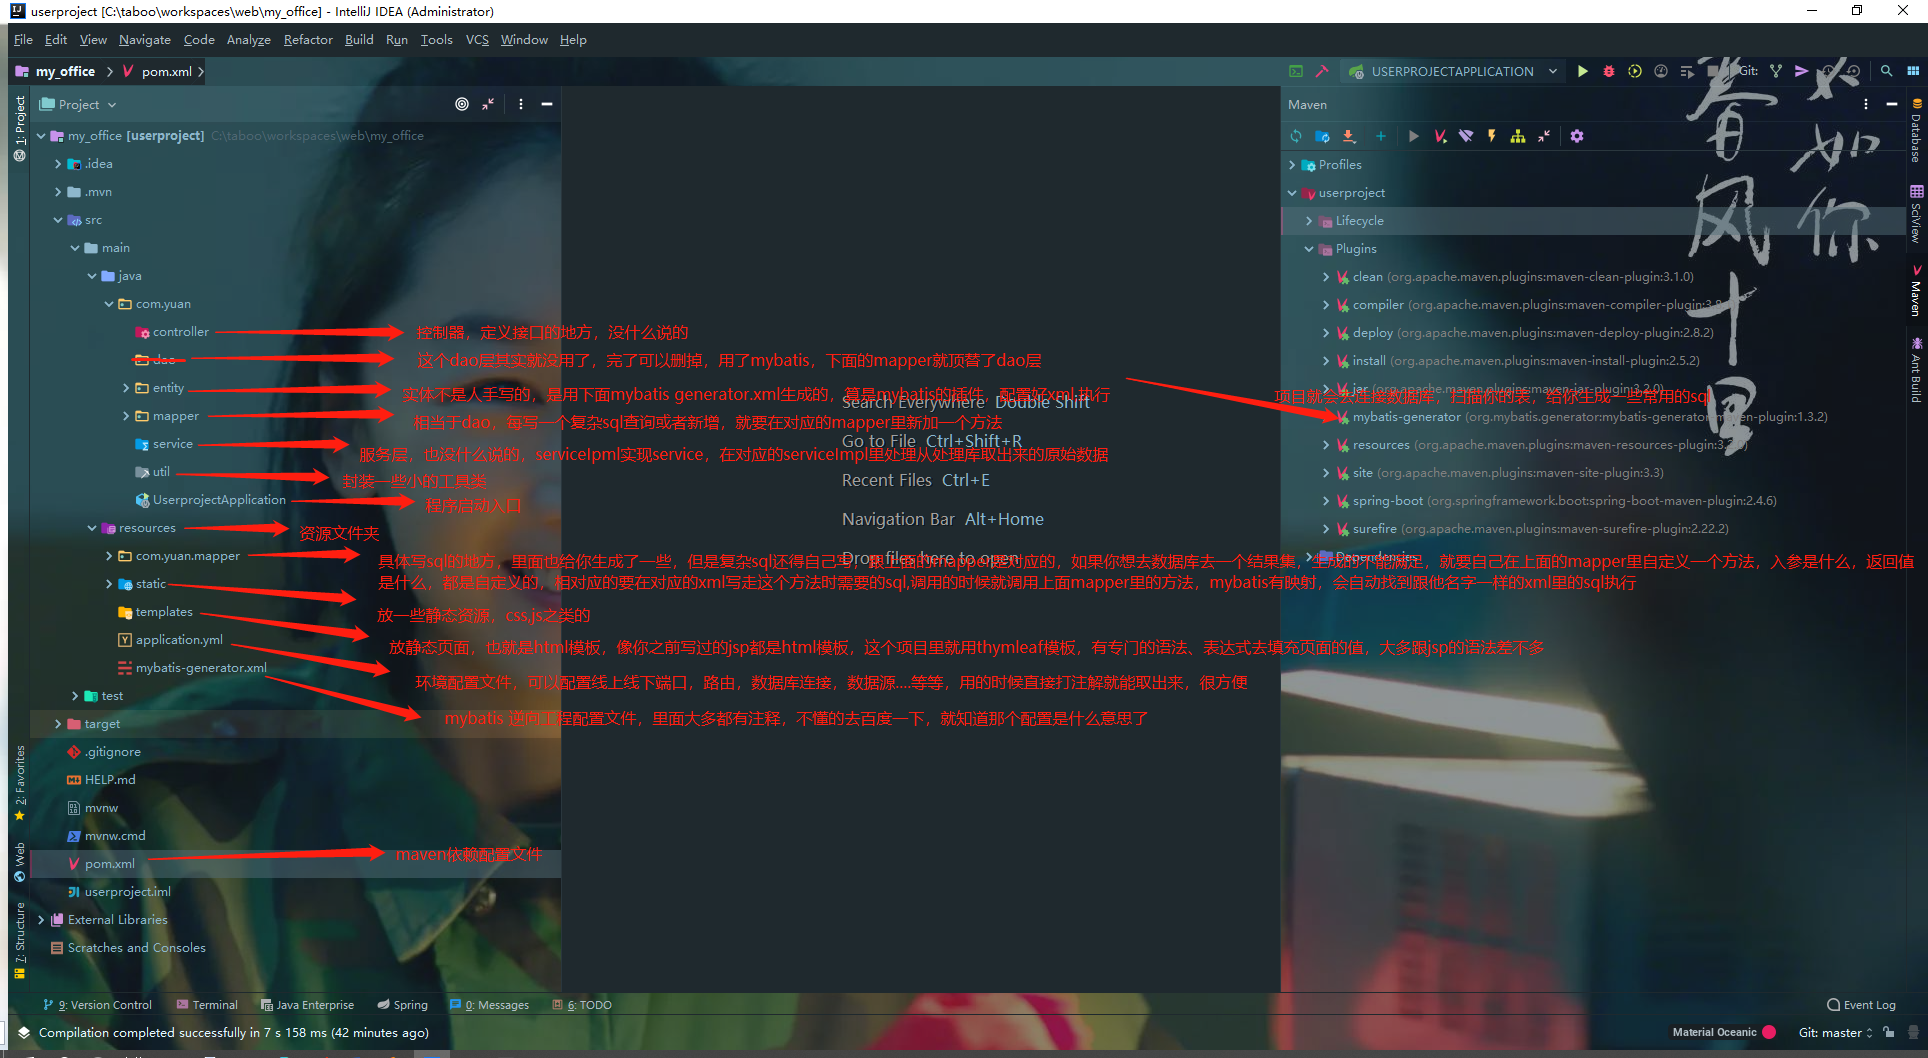 userproject [C:\taboo\workspaces\web\my_office] - IntelliJ IDEA (Administrator)
File Edit View Navigate Code Analyze Refactor Build Run Tools VCS Window Help
my_office pom.xml
USERPROJECTAPPLICATION
Git:
1: Project
Project
my_office [userproject] C:\taboo\workspaces\web\my_office
.idea
.mvn
src
main
java
com.yuan
controller 控制器，定义接口的地方，没什么说的
dao 这个dao层其实就没用了，完了可以删掉，用了mybatis，下面的mapper就顶替了dao层
entity 实体不是人手写的，是用下面mybatis generator.xml生成的，算是mybatis的插件，配置好xml,执行
项目就会去连接数据库，扫描你的表，给你生成一些常用的sql
mapper 相当于dao，每写一个复杂sql查询或者新增，就要在对应的mapper里新加一个方法
service 服务层，也没什么说的，serviceIpml实现service，在对应的serviceImpl里处理从处理库取出来的原始数据
util 封装一些小的工具类
UserprojectApplication 程序启动入口
resources 资源文件夹
com.yuan.mapper 具体写sql的地方，里面也给你生成了一些，但是复杂sql还得自己写，跟上面的mapper是对应的，如果你想去数据库去一个结果集，生成的不能满足，就要自己在上面的mapper里自定义一个方法，入参是什么，返回值
是什么，都是自定义的，相对应的要在对应的xml写走这个方法时需要的sql,调用的时候就调用上面mapper里的方法，mybatis有映射，会自动找到跟他名字一样的xml里的sql执行
static 放一些静态资源，css,js之类的
templates 放静态页面，也就是html模板，像你之前写过的jsp都是html模板，这个项目里就用thymleaf模板，有专门的语法、表达式去填充页面的值，大多跟jsp的语法差不多
application.yml 环境配置文件，可以配置线上线下端口，路由，数据库连接，数据源....等等，用的时候直接打注解就能取出来，很方便
mybatis-generator.xml mybatis 逆向工程配置文件，里面大多都有注释，不懂的去百度一下，就知道那个配置是什么意思了
test
target
.gitignore
HELP.md
mvnw
mvnw.cmd
pom.xml maven依赖配置文件
userproject.iml
External Libraries
Scratches and Consoles
Search Everywhere Double Shift
Go to File Ctrl+Shift+R
Recent Files Ctrl+E
Navigation Bar Alt+Home
Drop files here to open
Maven
Profiles
userproject
Lifecycle
Plugins
clean (org.apache.maven.plugins:maven-clean-plugin:3.1.0)
compiler (org.apache.maven.plugins:maven-compiler-plugin:3.8
deploy (org.apache.maven.plugins:maven-deploy-plugin:2.8.2)
install (org.apache.maven.plugins:maven-install-plugin:2.5.2)
jar (org.apache.maven.plugins:maven-jar-plugin:3.2.0)
mybatis-generator (org.mybatis.generator:mybatis-generator-maven-plugin:1.3.2)
resources (org.apache.maven.plugins:maven-resources-plugin:3.
site (org.apache.maven.plugins:maven-site-plugin:3.3)
spring-boot (org.springframework.boot:spring-boot-maven-plugin:2.4.6)
surefire (org.apache.maven.plugins:maven-surefire-plugin:2.22.2)
Dependencies
春风十里
不如你
Database
SciView
Maven
Ant Build
2: Favorites
Web
7: Structure
9: Version Control Terminal Java Enterprise Spring 0: Messages 6: TODO
Event Log
Compilation completed successfully in 7 s 158 ms (42 minutes ago)
Material Oceanic
Git: master